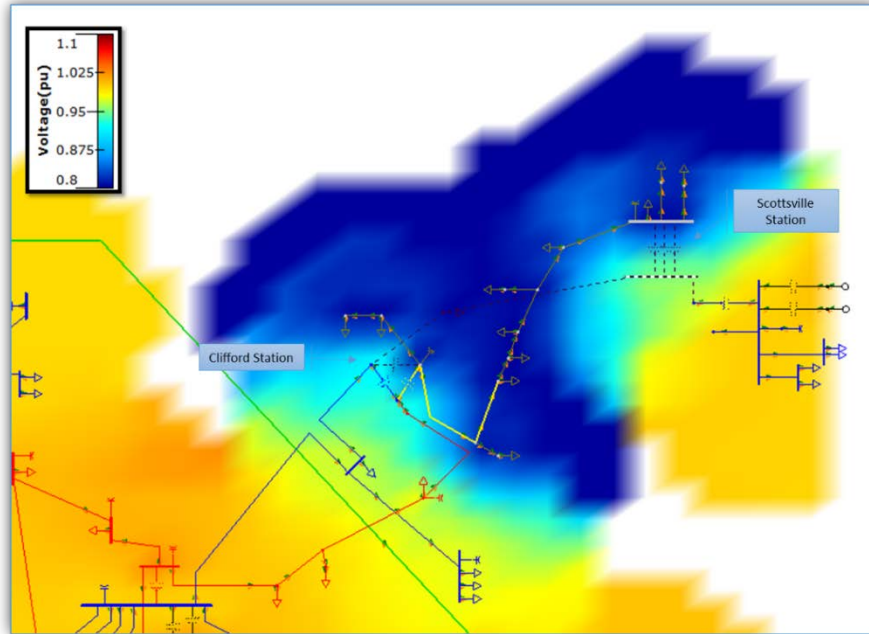 Voltage(pu)
1.1
1.025
0.95
0.875
0.8
Scottsville
Station
Clifford Station